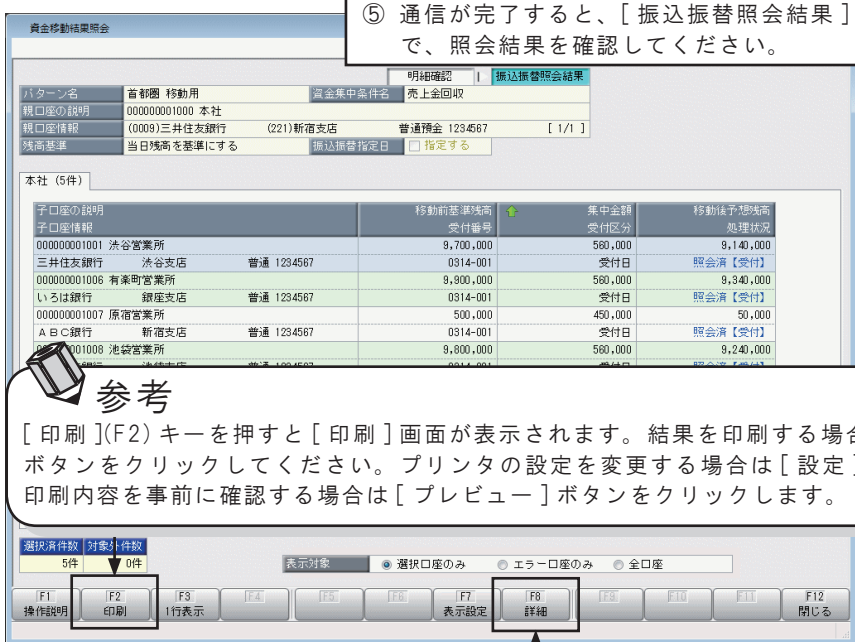 資金移動結果照会
⑤ 通信が完了すると、[ 振込振替照会結果 ]
で、照会結果を確認してください。
明細確認 振込振替照会結果
パターン名 首都圏 移動用 資金集中条件名 売上金回収
親口座の説明 000000001000 本社
親口座情報 (0009)三井住友銀行 (221)新宿支店 普通預金 1234567 [ 1/1 ]
残高基準 当日残高を基準にする 振込振替指定日 指定する
本社 (5件)
子口座の説明 移動前基準残高 集中金額 移動後予想残高
子口座情報 受付番号 受付区分 処理状況
000000001001 渋谷営業所 9,700,000 560,000 9,140,000
三井住友銀行 渋谷支店 普通 1234567 0314-001 受付日 照会済【受付】
000000001006 有楽町営業所 9,900,000 560,000 9,340,000
いろは銀行 銀座支店 普通 1234567 0314-001 受付日 照会済【受付】
000000001007 原宿営業所 500,000 450,000 50,000
ABC銀行 新宿支店 普通 1234567 0314-001 受付日 照会済【受付】
001008 池袋営業所 9,800,000 560,000 9,240,000
参考
[ 印刷 ](F2) キーを押すと [ 印刷 ] 画面が表示されます。結果を印刷する場合
ボタンをクリックしてください。プリンタの設定を変更する場合は [ 設定 ]
印刷内容を事前に確認する場合は [ プレビュー ] ボタンをクリックします。
選択済件数 対象外件数
5件 0件 表示対象 選択口座のみ エラー口座のみ 全口座
F1 F2 F3 F4 F5 F6 F7 F8 F9 F10 F11 F12
操作説明 印刷 1行表示 表示設定 詳細 閉じる